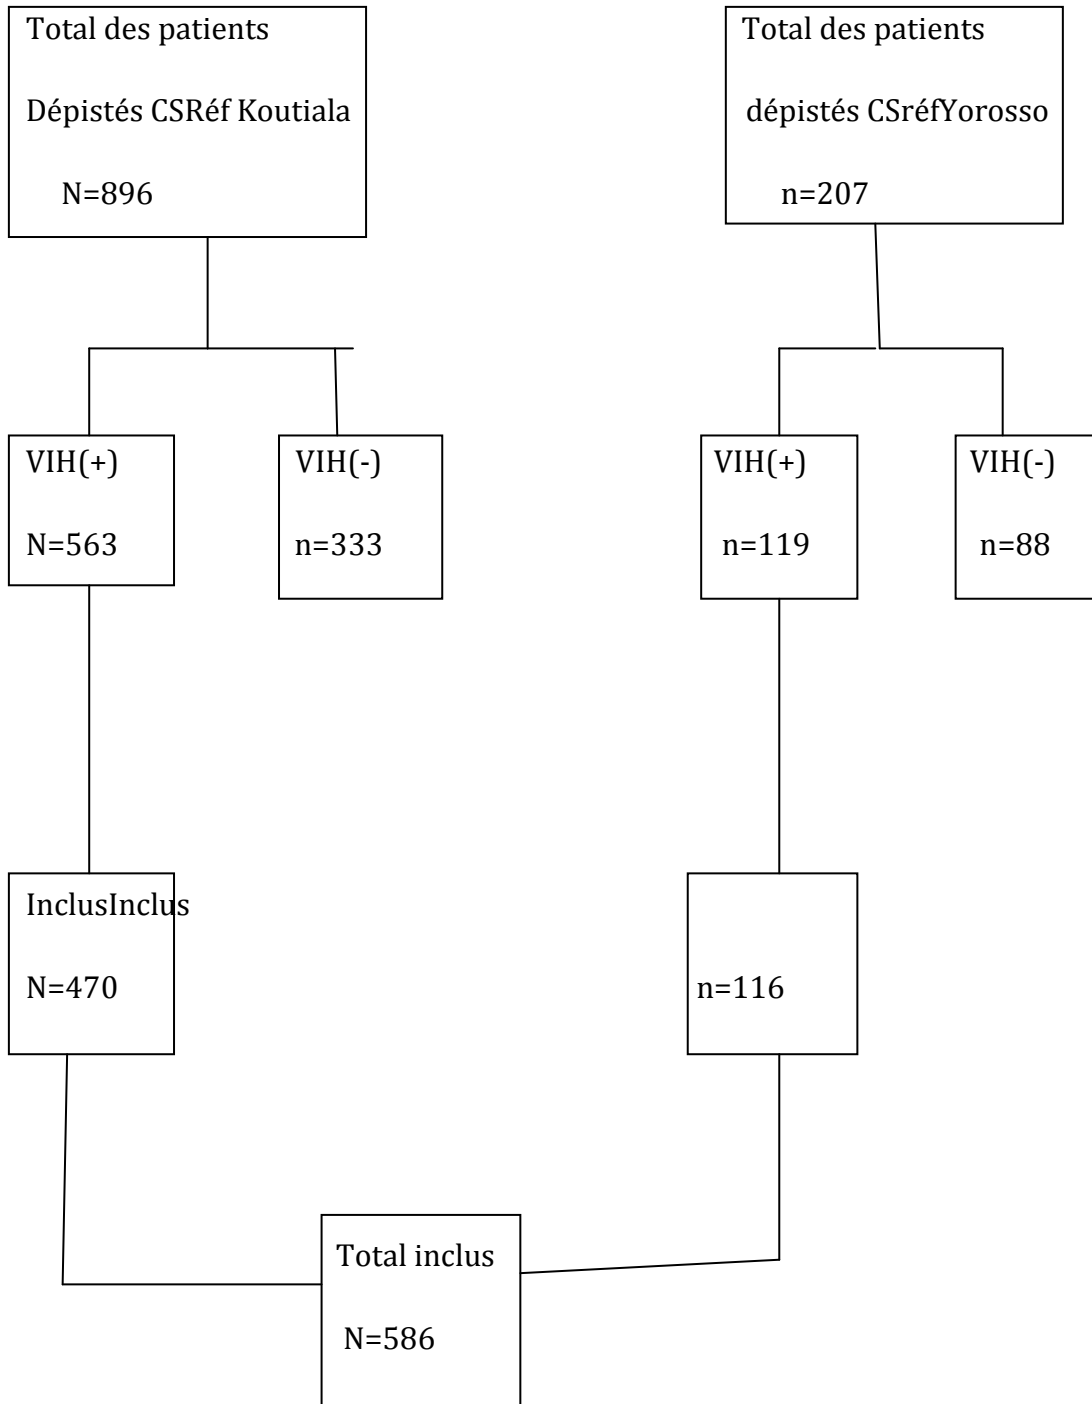 Total des patients
Dépistés CSRéf Koutiala
N=896
Total des patients
dépistés CSréfYorosso
n=207
VIH(+)
N=563
VIH(-)
n=333
VIH(+)
n=119
VIH(-)
n=88
InclusInclus
N=470
n=116
Total inclus
N=586